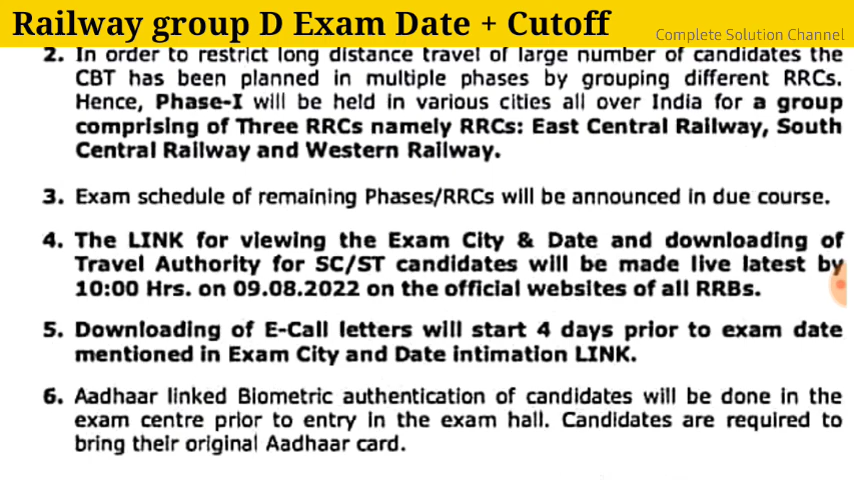 Railway group D Exam Date + Cutoff
Complete Solution Channel
2. In order to restrict long distance travel of large number of candidates the
CBT has been planned in multiple phases by grouping different RRCs.
Hence, Phase-I will be held in various cities all over India for a group
comprising of Three RRCs namely RRCs: East Central Railway, South
Central Railway and Western Railway.
3. Exam schedule of remaining Phases/RRCs will be announced in due course.
4. The LINK for viewing the Exam City & Date and downloading of
Travel Authority for SC/ST candidates will be made live latest by
10:00 Hrs. on 09.08.2022 on the official websites of all RRBs.
5. Downloading of E-Call letters will start 4 days prior to exam date
mentioned in Exam City and Date intimation LINK.
6. Aadhaar linked Biometric authentication of candidates will be done in the
exam centre prior to entry in the exam hall. Candidates are required to
bring their original Aadhaar card.